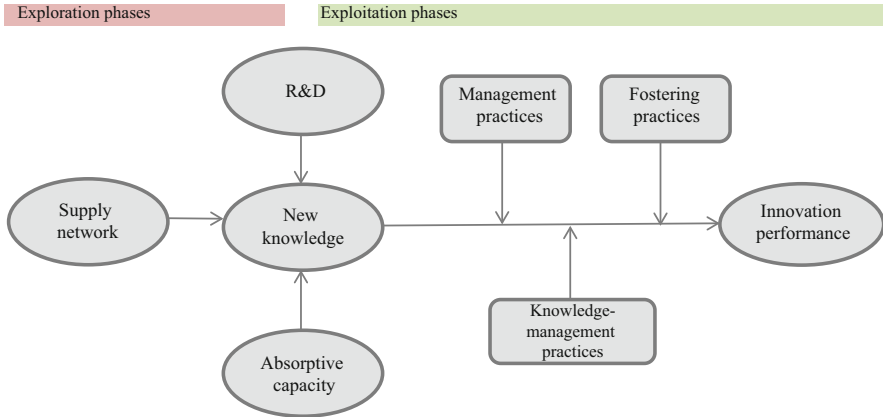 Exploration phases
Exploitation phases
R&D
Management
practices
Fostering
practices
Supply
network
New
knowledge
Innovation
performance
Knowledge-
management
practices
Absorptive
capacity